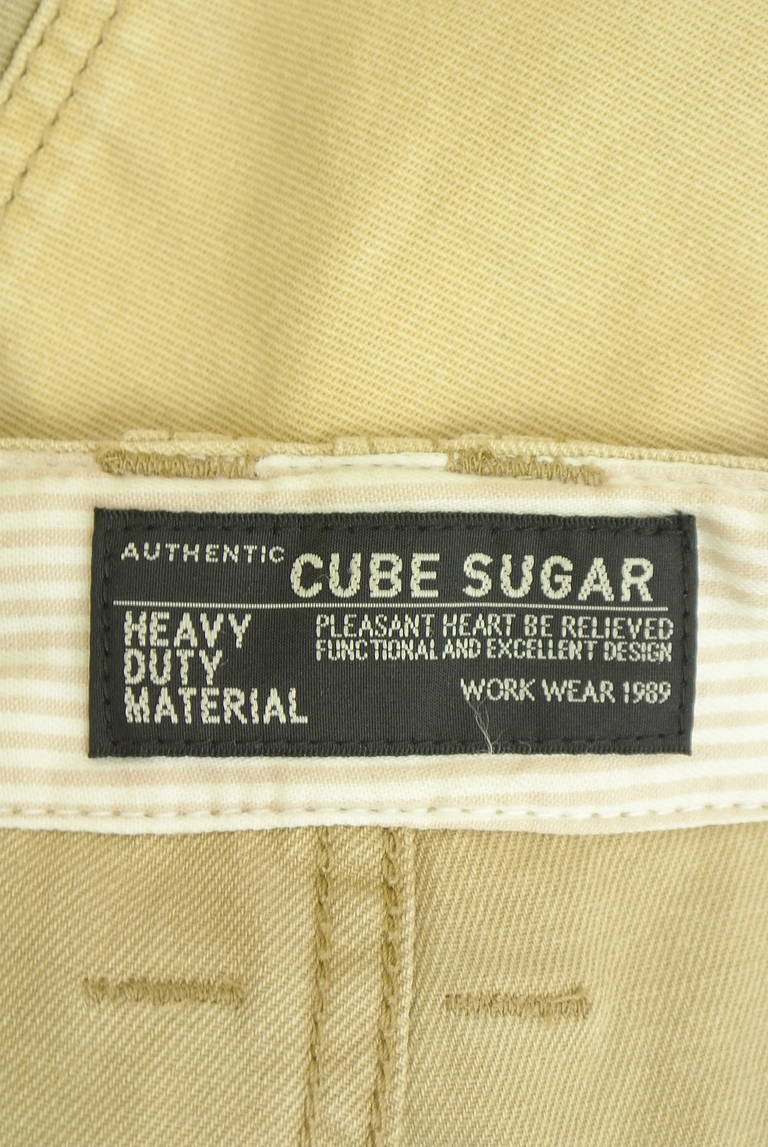 AUTHENTIC CUBE SUGAR
HEAVY
DUTY
MATERIAL
PLEASANT HEART BE RELIEVED
FUNCTIONAL AND EXCELLENT DESIGN
WORK WEAR 1989